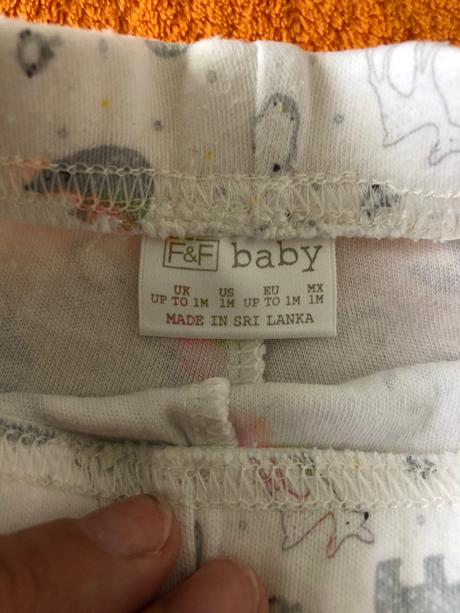 F&F baby
UK US EU MX
UP TO 1M 1M UP TO 1M 1M
MADE IN SRI LANKA